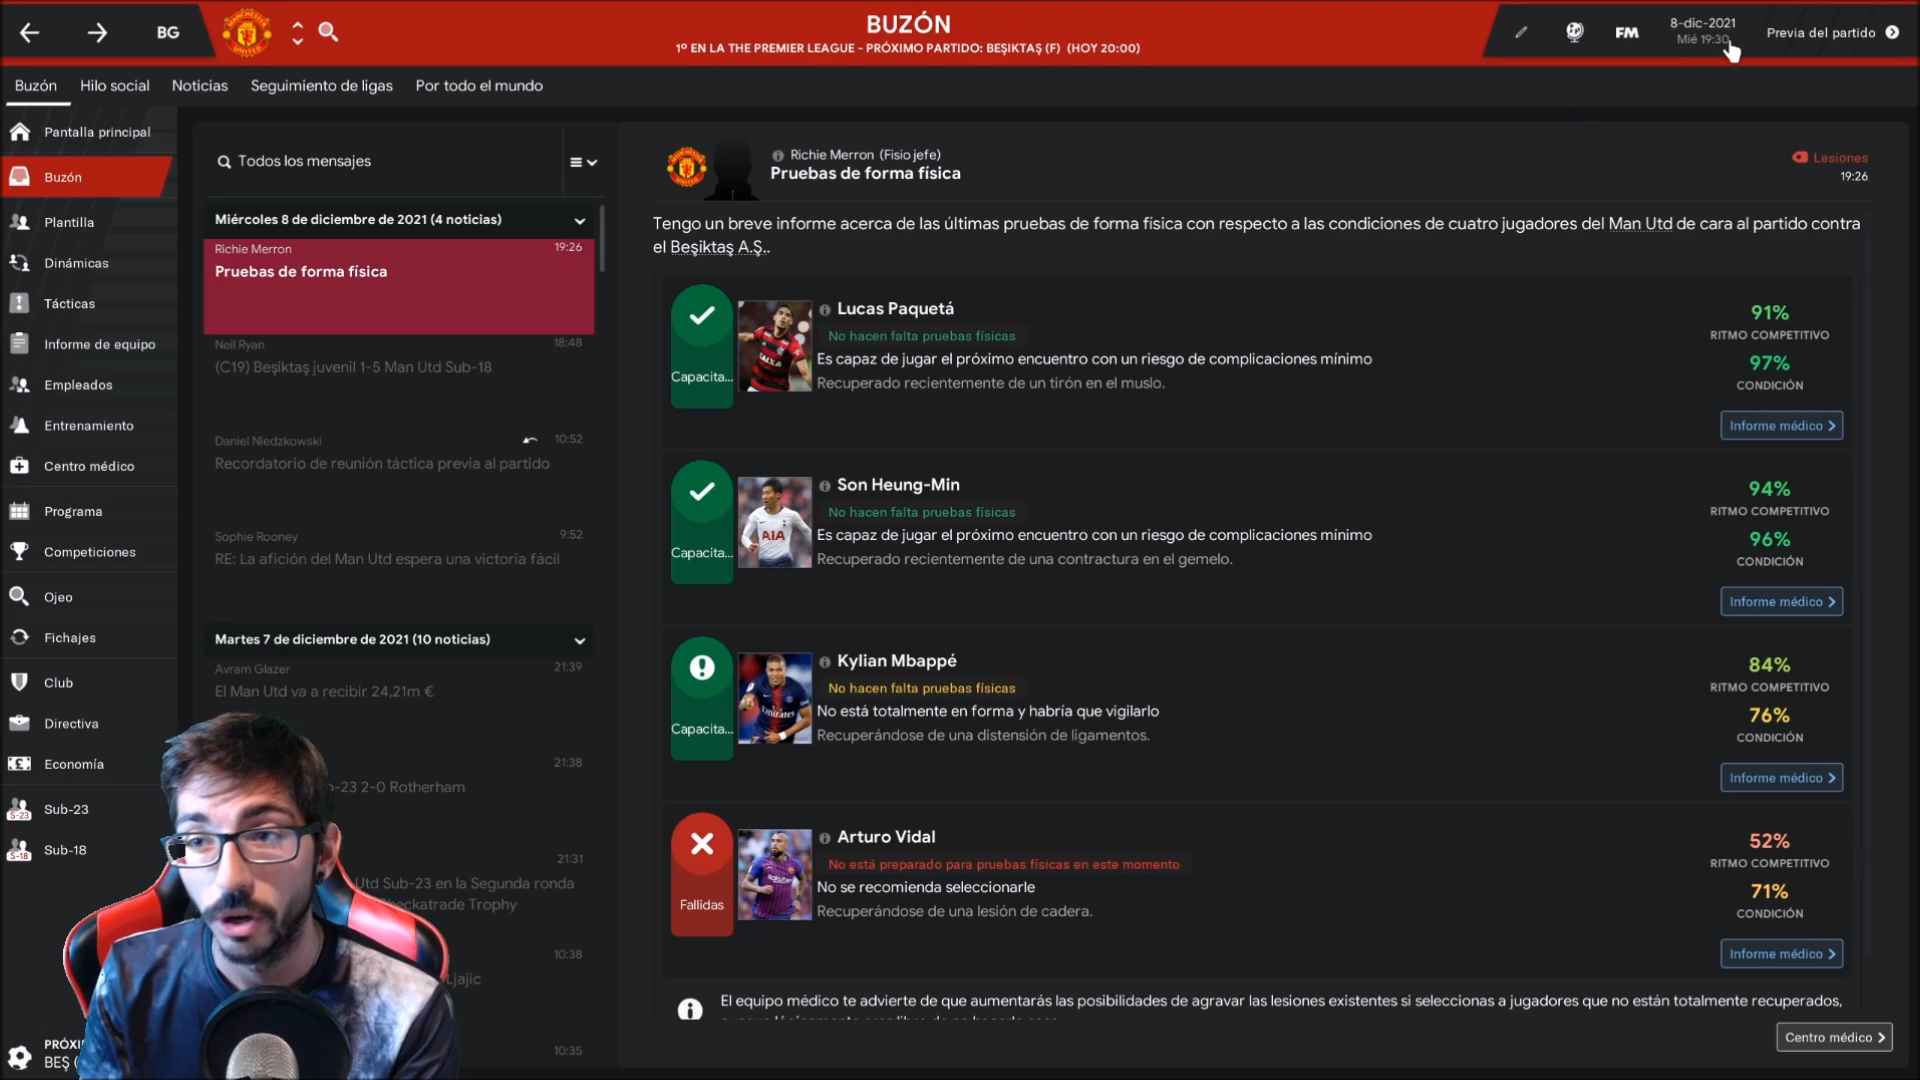 BG
BUZÓN
1º EN LA THE PREMIER LEAGUE - PRÓXIMO PARTIDO: BEŞIKTAŞ (F) (HOY 20:00)
FM
8-dic-2021
Mié 19:30
Previa del partido
Buzón
Hilo social
Noticias
Seguimiento de ligas
Por todo el mundo
Pantalla principal
Buzón
Plantilla
Dinámicas
Tácticas
Informe de equipo
Empleados
Entrenamiento
Centro médico
Programa
Competiciones
Ojeo
Fichajes
Club
Directiva
Economía
S-23
Sub-23
S-18
Sub-18
BEŞ (
Todos los mensajes
Miércoles 8 de diciembre de 2021 (4 noticias)
Richie Merron 19:26
Pruebas de forma física
Neil Ryan 18:48
(C19) Beşiktaş juvenil 1-5 Man Utd Sub-18
Daniel Niedzkowski 10:52
Recordatorio de reunión táctica previa al partido
Sophie Rooney 9:52
RE: La afición del Man Utd espera una victoria fácil
Martes 7 de diciembre de 2021 (10 noticias)
Avram Glazer 21:39
El Man Utd va a recibir 24,21m €
21:38
-23 2-0 Rotherham
21:31
Utd Sub-23 en la Segunda ronda
Checkatrade Trophy
10:38
Ljajic
10:35
Richie Merron (Fisio jefe)
Pruebas de forma física
Lesiones
19:26
Tengo un breve informe acerca de las últimas pruebas de forma física con respecto a las condiciones de cuatro jugadores del Man Utd de cara al partido contra
el Beşiktaş A.Ş..
Capacita...
Lucas Paquetá
No hacen falta pruebas físicas
Es capaz de jugar el próximo encuentro con un riesgo de complicaciones mínimo
Recuperado recientemente de un tirón en el muslo.
91%
RITMO COMPETITIVO
97%
CONDICIÓN
Informe médico
Capacita...
AIA
Son Heung-Min
No hacen falta pruebas físicas
Es capaz de jugar el próximo encuentro con un riesgo de complicaciones mínimo
Recuperado recientemente de una contractura en el gemelo.
94%
RITMO COMPETITIVO
96%
CONDICIÓN
Informe médico
Capacita...
Kylian Mbappé
No hacen falta pruebas físicas
No está totalmente en forma y habría que vigilarlo
Recuperándose de una distensión de ligamentos.
84%
RITMO COMPETITIVO
76%
CONDICIÓN
Informe médico
Fallidas
Arturo Vidal
No está preparado para pruebas físicas en este momento
No se recomienda seleccionarle
Recuperándose de una lesión de cadera.
52%
RITMO COMPETITIVO
71%
CONDICIÓN
Informe médico
El equipo médico te advierte de que aumentarás las posibilidades de agravar las lesiones existentes si seleccionas a jugadores que no están totalmente recuperados,
Centro médico